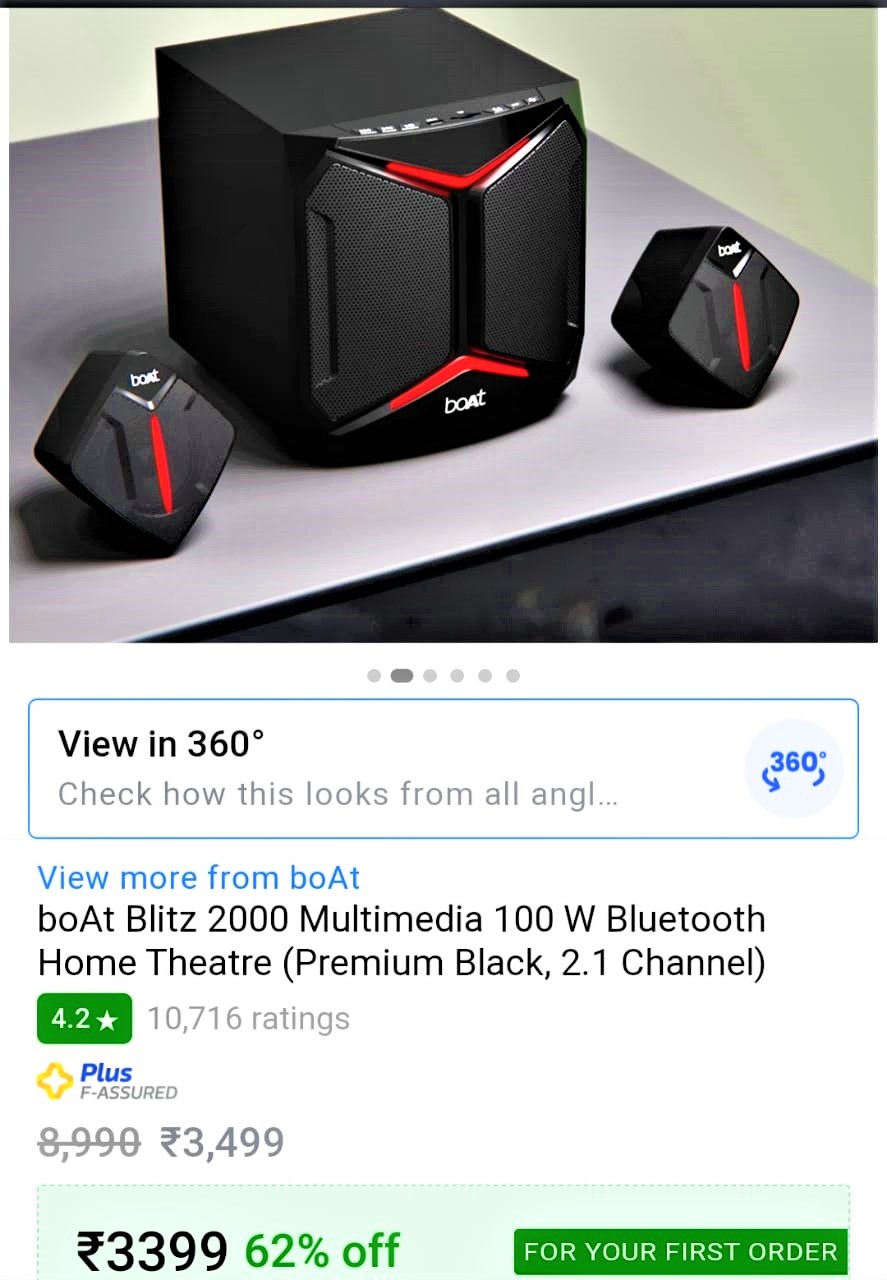 boAt
boAt
boAt
View in 360°
Check how this looks from all angl...
360°
View more from boAt
boAt Blitz 2000 Multimedia 100 W Bluetooth
Home Theatre (Premium Black, 2.1 Channel)
4.2★ 10,716 ratings
Plus
F-ASSURED
8,990 ₹3,499
₹3399 62% off FOR YOUR FIRST ORDER